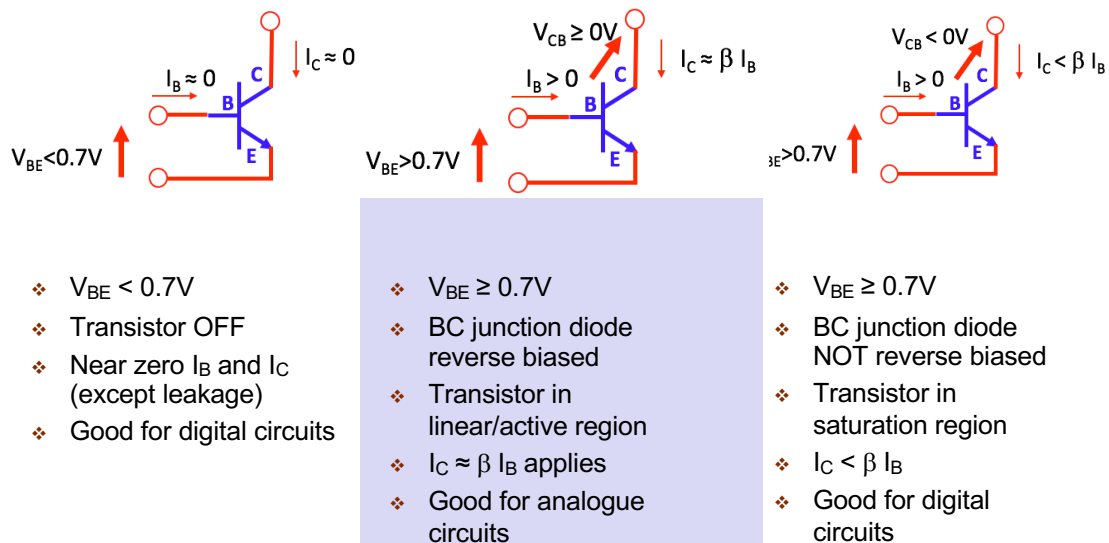 I_C ≈ 0
I_B ≈ 0
C
B
E
V_BE<0.7V
V_CB ≥ 0V
I_C ≈ β I_B
I_B > 0
C
B
E
V_BE>0.7V
V_CB < 0V
I_C < β I_B
I_B > 0
C
B
E
BE>0.7V
❖ V_BE < 0.7V
❖ Transistor OFF
❖ Near zero I_B and I_C
(except leakage)
❖ Good for digital circuits
❖ V_BE ≥ 0.7V
❖ BC junction diode
reverse biased
❖ Transistor in
linear/active region
❖ I_C ≈ β I_B applies
❖ Good for analogue
circuits
❖ V_BE ≥ 0.7V
❖ BC junction diode
NOT reverse biased
❖ Transistor in
saturation region
❖ I_C < β I_B
❖ Good for digital
circuits